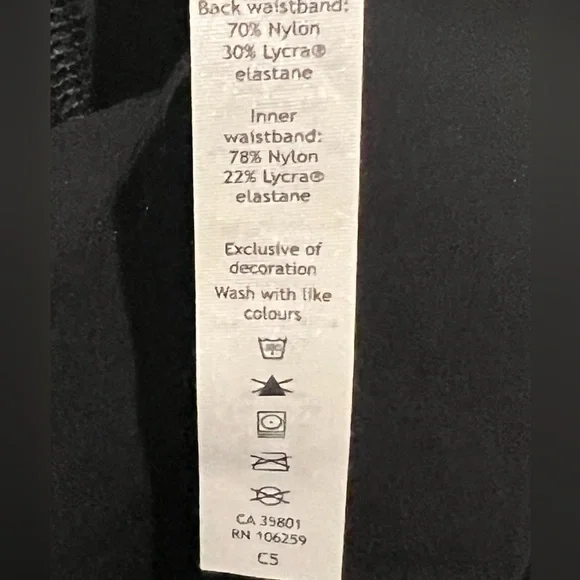 Back waistband:
70% Nylon
30% Lycra®
elastane
Inner
waistband:
78% Nylon
22% Lycra®
elastane
Exclusive of
decoration
Wash with like
colours
CA 39801
RN 106259
C5